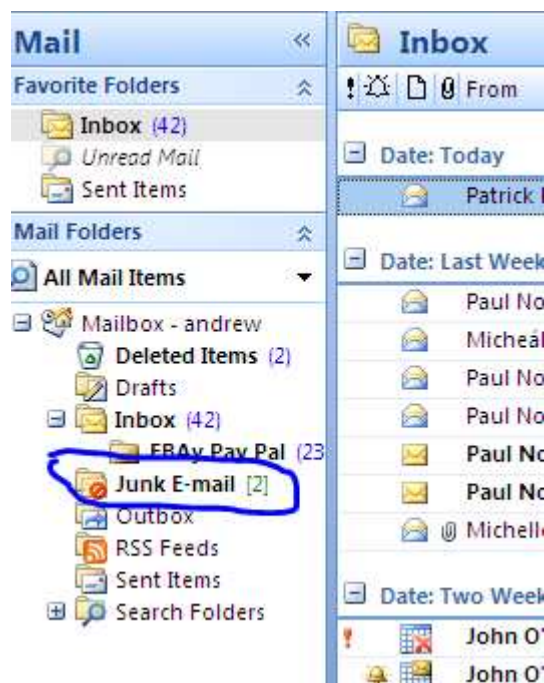 Mail
Favorite Folders
Inbox (42)
Unread Mail
Sent Items
Mail Folders
All Mail Items
Mailbox - andrew
Deleted Items (2)
Drafts
Inbox (42)
EBAy Pay Pal (23
Junk E-mail [2]
Outbox
RSS Feeds
Sent Items
Search Folders
Inbox
From
Date: Today
Patrick
Date: Last Week
Paul No
Micheál
Paul No
Paul No
Paul No
Paul No
Michelle
Date: Two Week
John O'
John O'